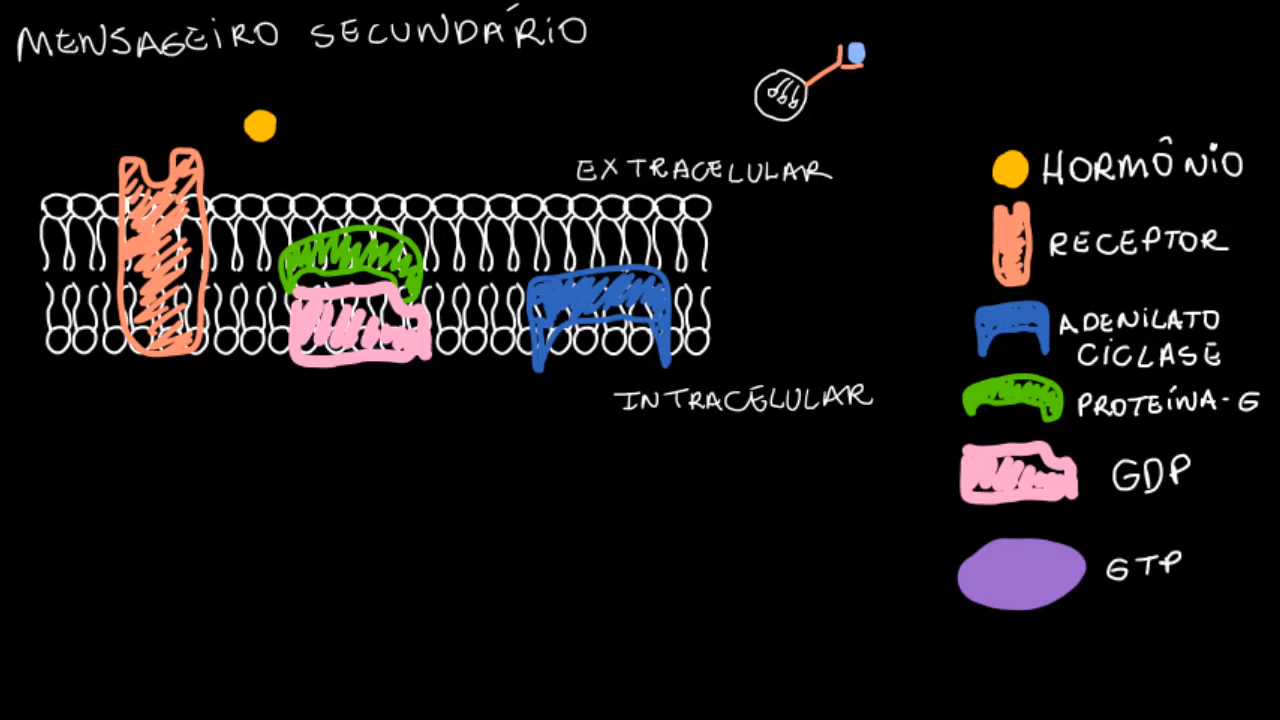 MENSAGEIRO SECUNDÁRIO
EXTRACELULAR
HORMÔNIO
RECEPTOR
ADENILATO
CICLASE
INTRACELULAR
PROTEÍNA-G
GDP
GTP